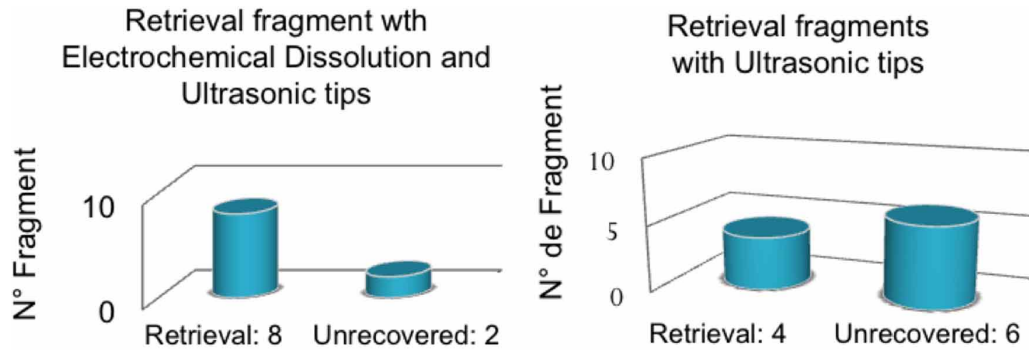 Retrieval fragment wth
Electrochemical Dissolution and
Ultrasonic tips
N° Fragment
10
0
Retrieval: 8
Unrecovered: 2
Retrieval fragments
with Ultrasonic tips
N° de Fragment
10
5
0
Retrieval: 4
Unrecovered: 6